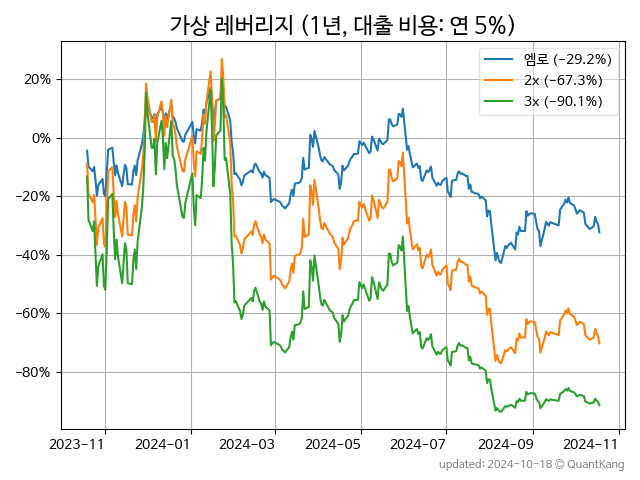 가상 레버리지 (1년, 대출 비용: 연 5%)
엠로 (−29.2%)
2x (−67.3%)
3x (−90.1%)
20%
0%
−20%
−40%
−60%
−80%
2023-11
2024-01
2024-03
2024-05
2024-07
2024-09
2024-11
updated: 2024-10-18 © QuantKang